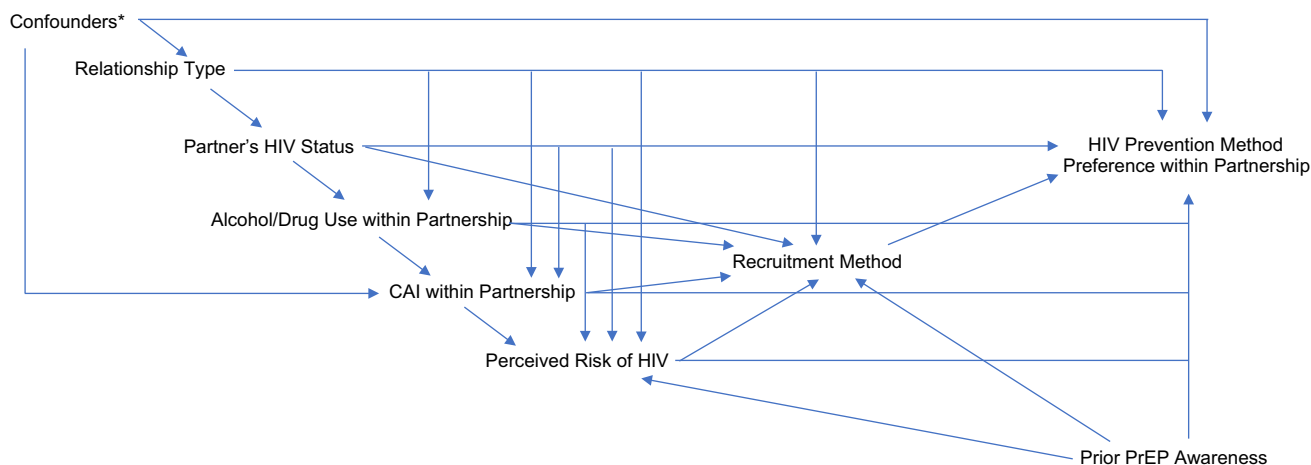 Confounders*
Relationship Type
Partner's HIV Status
HIV Prevention Method
Preference within Partnership
Alcohol/Drug Use within Partnership
Recruitment Method
CAI within Partnership
Perceived Risk of HIV
Prior PrEP Awareness